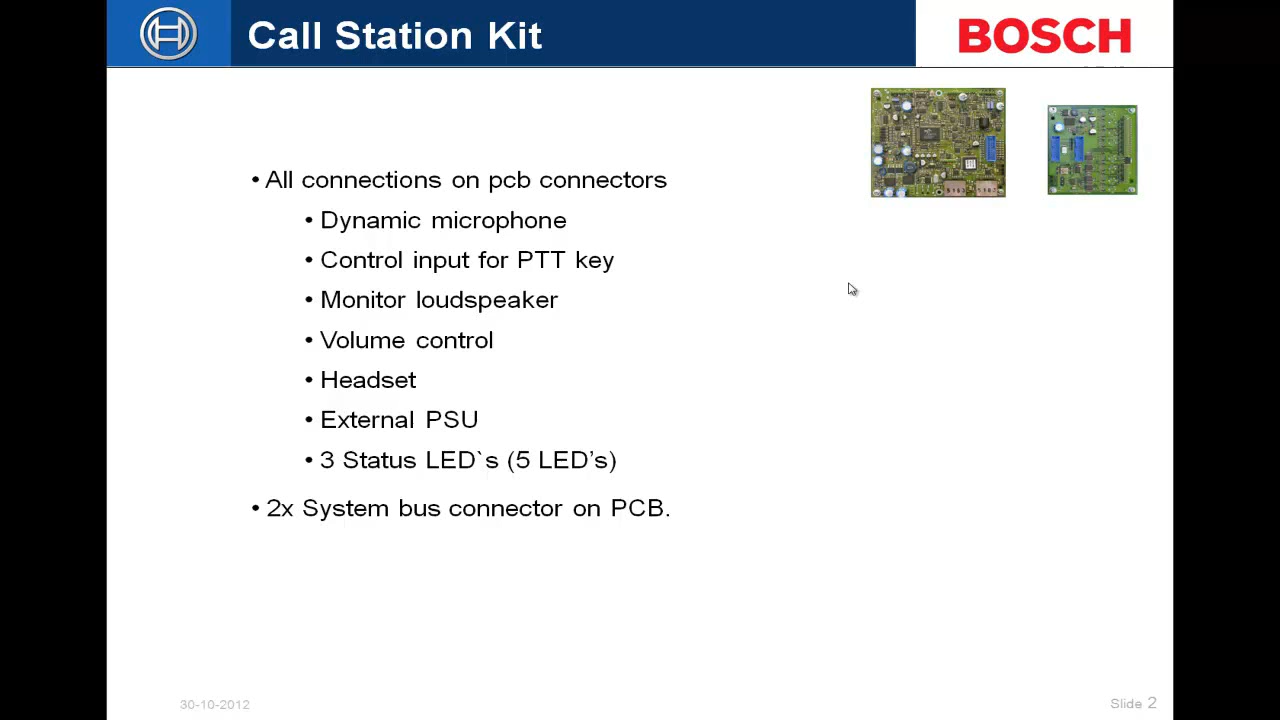 Call Station Kit
BOSCH
• All connections on pcb connectors
• Dynamic microphone
• Control input for PTT key
• Monitor loudspeaker
• Volume control
• Headset
• External PSU
• 3 Status LED`s (5 LED’s)
• 2x System bus connector on PCB.
30-10-2012
Slide 2